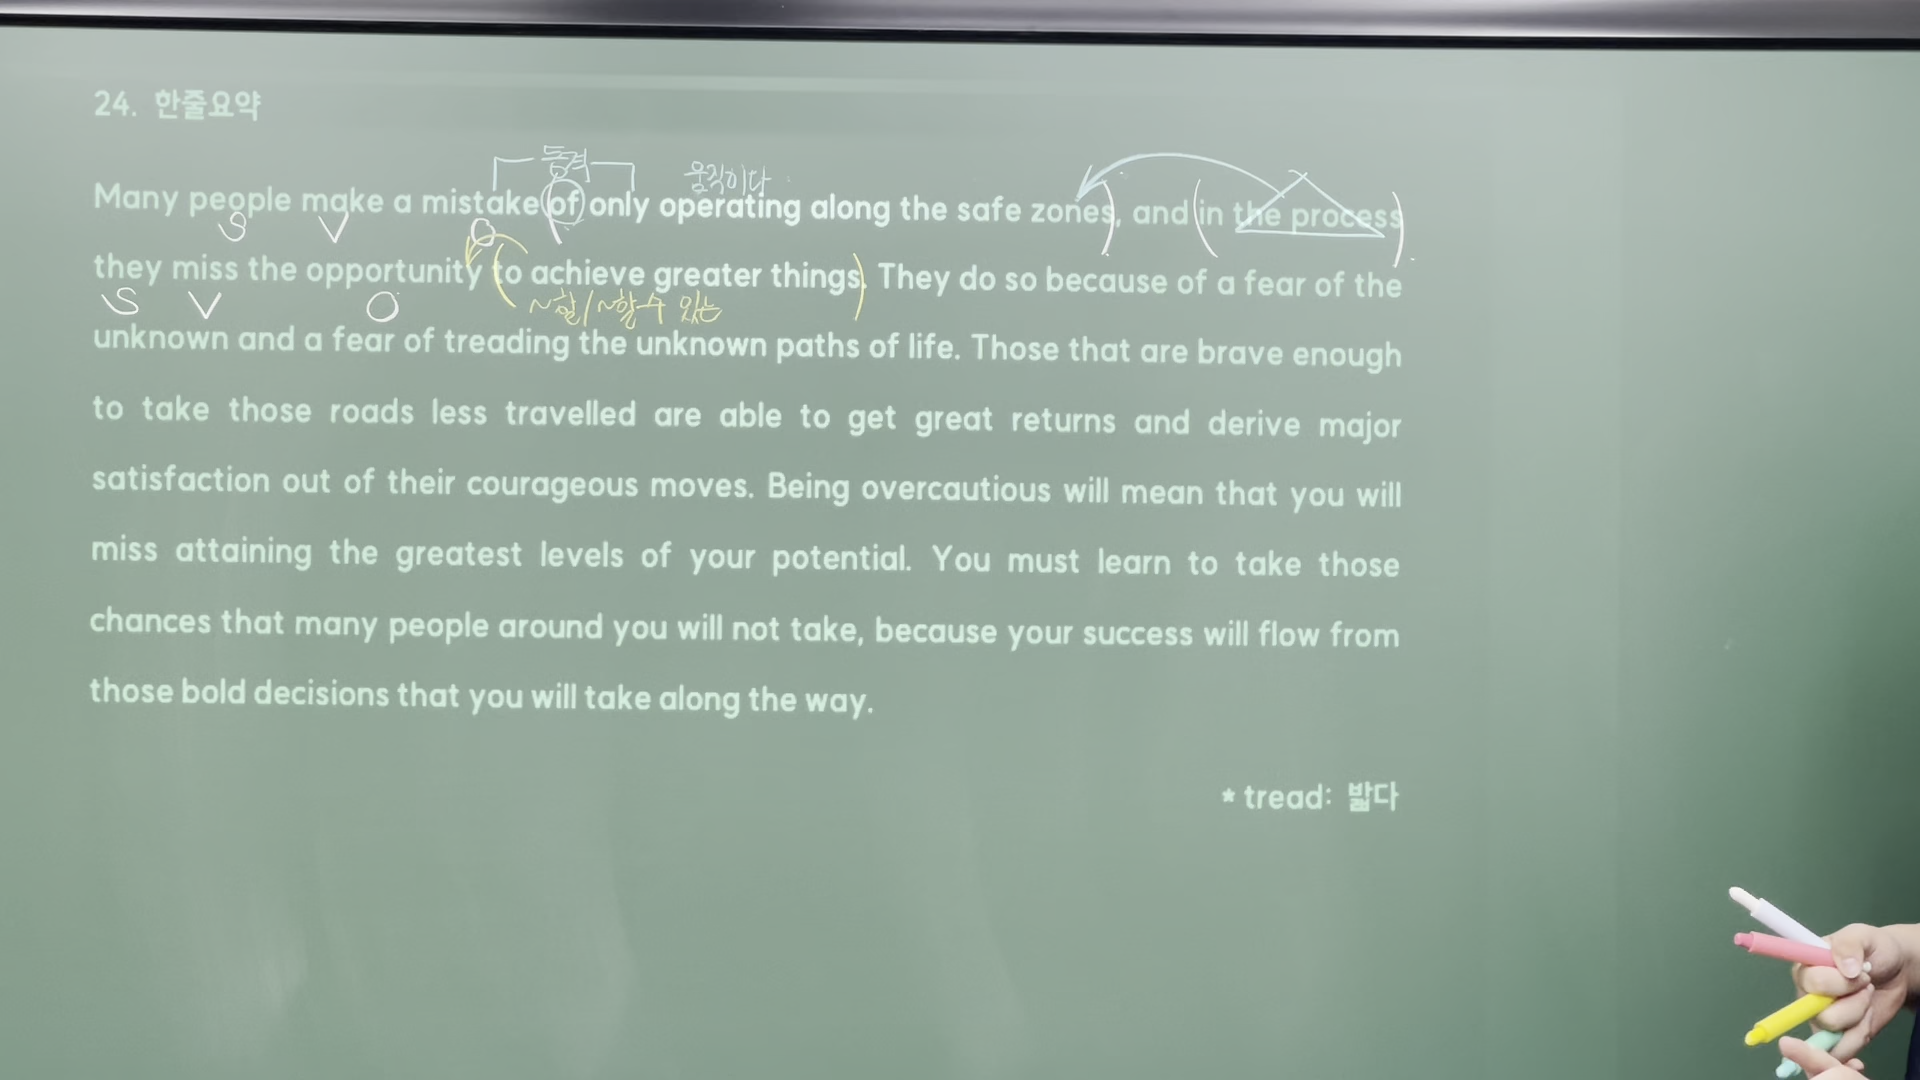 24. 한줄요약
동격 움직이다
Many people make a mistake of only operating along the safe zones, and in the process
S V O
they miss the opportunity to achieve greater things. They do so because of a fear of the
S V O ~할/~할 수 있는
unknown and a fear of treading the unknown paths of life. Those that are brave enough
to take those roads less travelled are able to get great returns and derive major
satisfaction out of their courageous moves. Being overcautious will mean that you will
miss attaining the greatest levels of your potential. You must learn to take those
chances that many people around you will not take, because your success will flow from
those bold decisions that you will take along the way.
* tread: 밟다